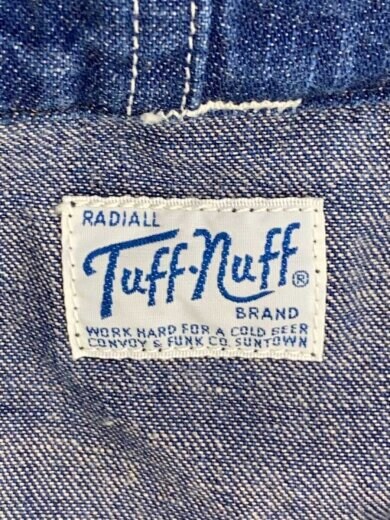 RADIALL
Tuff-Nuff®
BRAND
WORK HARD FOR A COLD BEER
CONVOY & FUNK CO. SUNTOWN